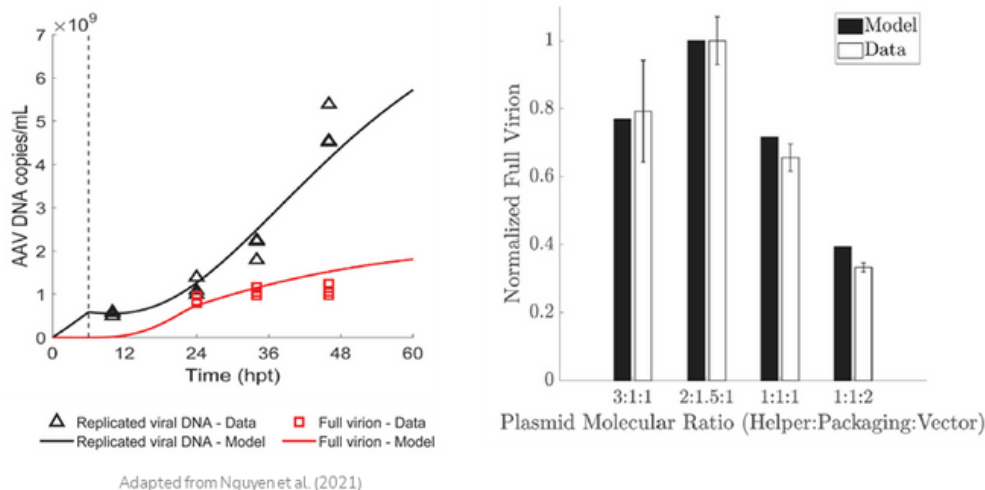 ×10⁹
7
6
5
4
3
2
1
0
AAV DNA copies/mL
0 12 24 36 48 60
Time (hpt)
Replicated viral DNA - Data
Full virion - Data
Replicated viral DNA - Model
Full virion - Model
Adapted from Nguyen et al. (2021)
Model
Data
1
0.8
0.6
0.4
0.2
0
Normalized Full Virion
3:1:1 2:1.5:1 1:1:1 1:1:2
Plasmid Molecular Ratio (Helper:Packaging:Vector)